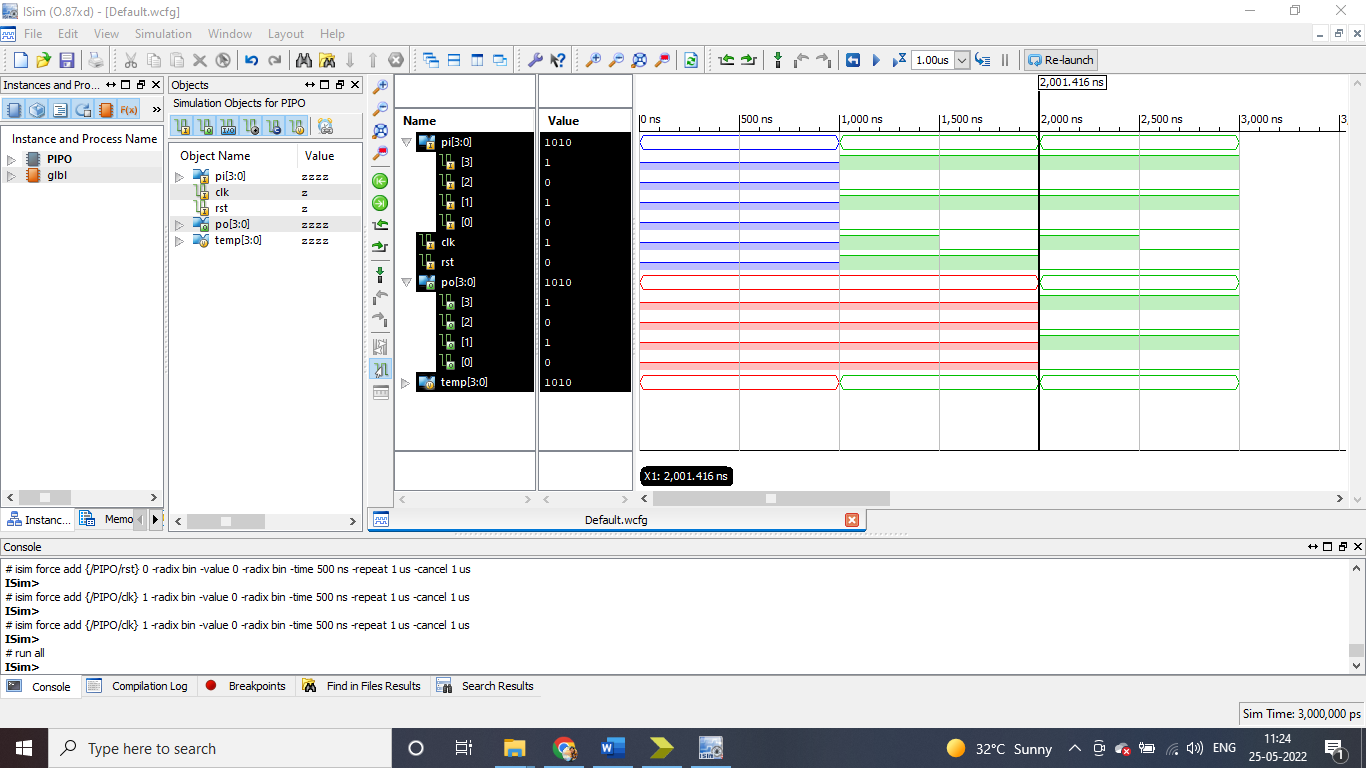 ISim (O.87xd) - [Default.wcfg]
File Edit View Simulation Window Layout Help
1.00us Re-launch
Instances and Pro...
Instance and Process Name
PIPO
glbl
Instanc... Memo
Objects
Simulation Objects for PIPO
Object Name Value
pi[3:0] zzzz
clk z
rst z
po[3:0] zzzz
temp[3:0] zzzz
2,001.416 ns
Name Value
0 ns 500 ns 1,000 ns 1,500 ns 2,000 ns 2,500 ns 3,000 ns 3,
pi[3:0] 1010
[3] 1
[2] 0
[1] 1
[0] 0
clk 1
rst 0
po[3:0] 1010
[3] 1
[2] 0
[1] 1
[0] 0
temp[3:0] 1010
X1: 2,001.416 ns
Default.wcfg
Console
# isim force add {/PIPO/rst} 0 -radix bin -value 0 -radix bin -time 500 ns -repeat 1 us -cancel 1 us
ISim>
# isim force add {/PIPO/clk} 1 -radix bin -value 0 -radix bin -time 500 ns -repeat 1 us -cancel 1 us
ISim>
# isim force add {/PIPO/clk} 1 -radix bin -value 0 -radix bin -time 500 ns -repeat 1 us -cancel 1 us
ISim>
# run all
ISim>
Console Compilation Log Breakpoints Find in Files Results Search Results
Sim Time: 3,000,000 ps
Type here to search
32°C Sunny
ENG
11:24
25-05-2022
1